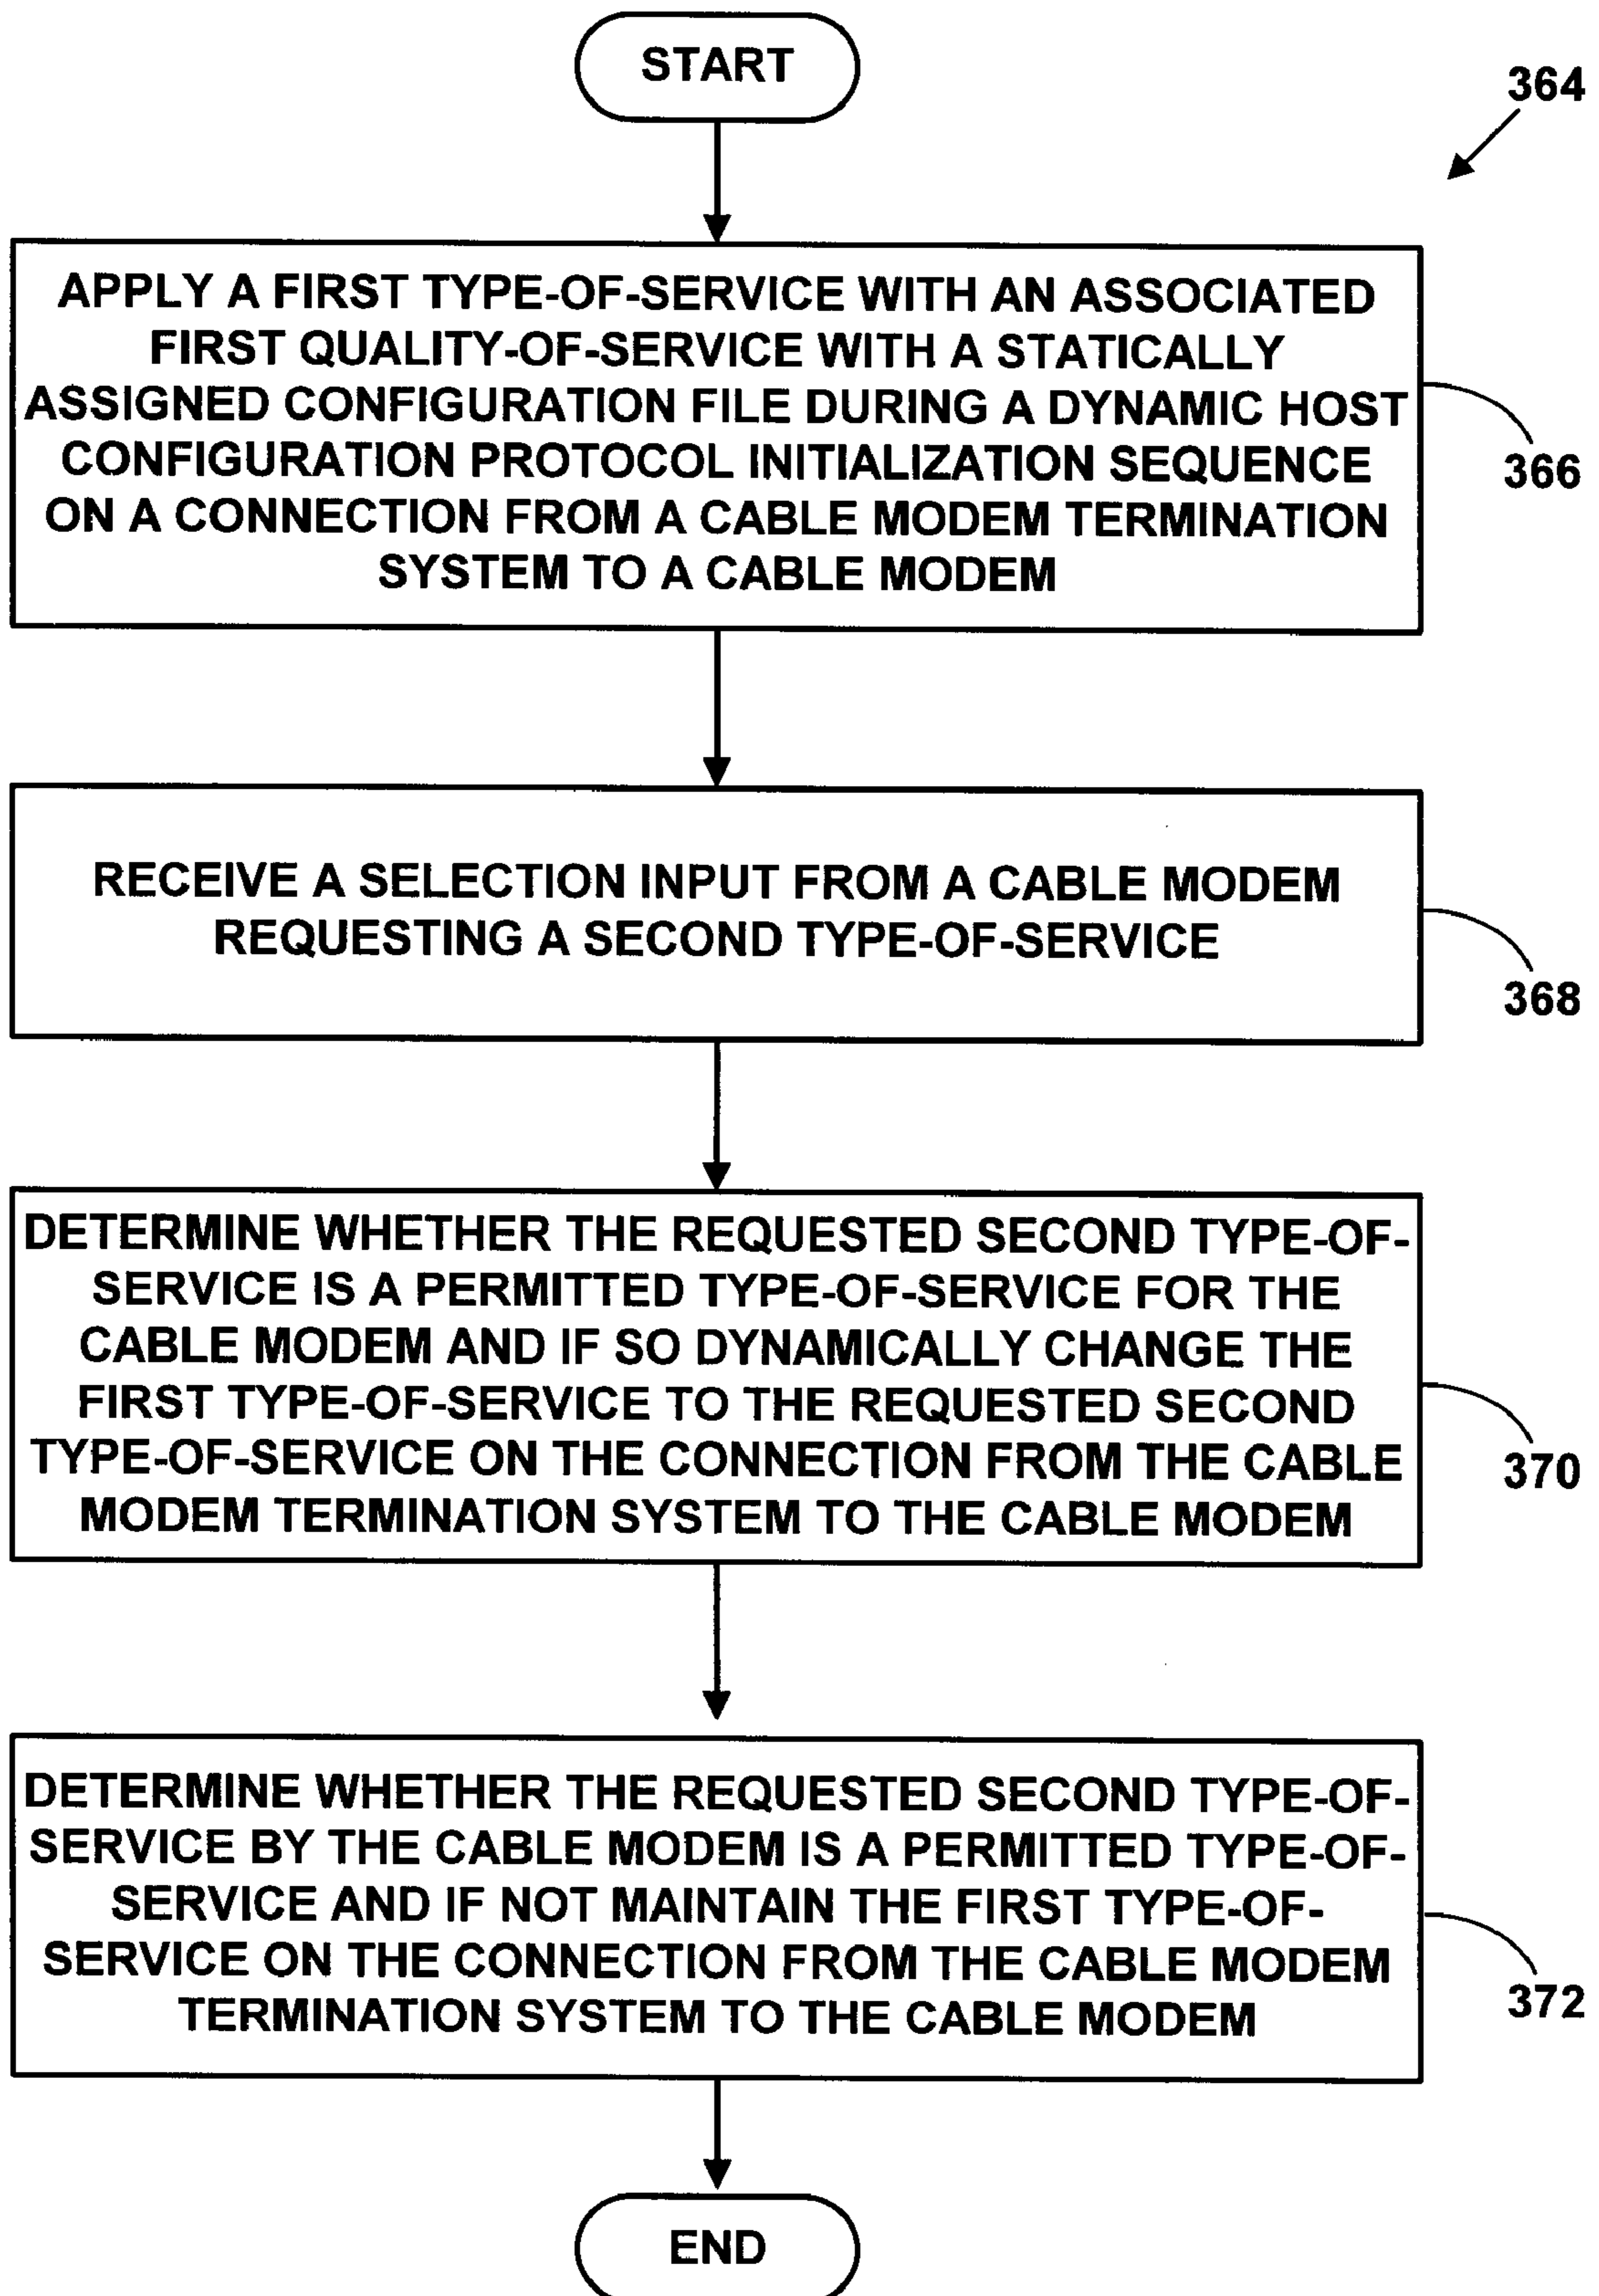 START
364
APPLY A FIRST TYPE-OF-SERVICE WITH AN ASSOCIATED
FIRST QUALITY-OF-SERVICE WITH A STATICALLY
ASSIGNED CONFIGURATION FILE DURING A DYNAMIC HOST
CONFIGURATION PROTOCOL INITIALIZATION SEQUENCE
ON A CONNECTION FROM A CABLE MODEM TERMINATION
SYSTEM TO A CABLE MODEM
366
RECEIVE A SELECTION INPUT FROM A CABLE MODEM
REQUESTING A SECOND TYPE-OF-SERVICE
368
DETERMINE WHETHER THE REQUESTED SECOND TYPE-OF-
SERVICE IS A PERMITTED TYPE-OF-SERVICE FOR THE
CABLE MODEM AND IF SO DYNAMICALLY CHANGE THE
FIRST TYPE-OF-SERVICE TO THE REQUESTED SECOND
TYPE-OF-SERVICE ON THE CONNECTION FROM THE CABLE
MODEM TERMINATION SYSTEM TO THE CABLE MODEM
370
DETERMINE WHETHER THE REQUESTED SECOND TYPE-OF-
SERVICE BY THE CABLE MODEM IS A PERMITTED TYPE-OF-
SERVICE AND IF NOT MAINTAIN THE FIRST TYPE-OF-
SERVICE ON THE CONNECTION FROM THE CABLE MODEM
TERMINATION SYSTEM TO THE CABLE MODEM
372
END